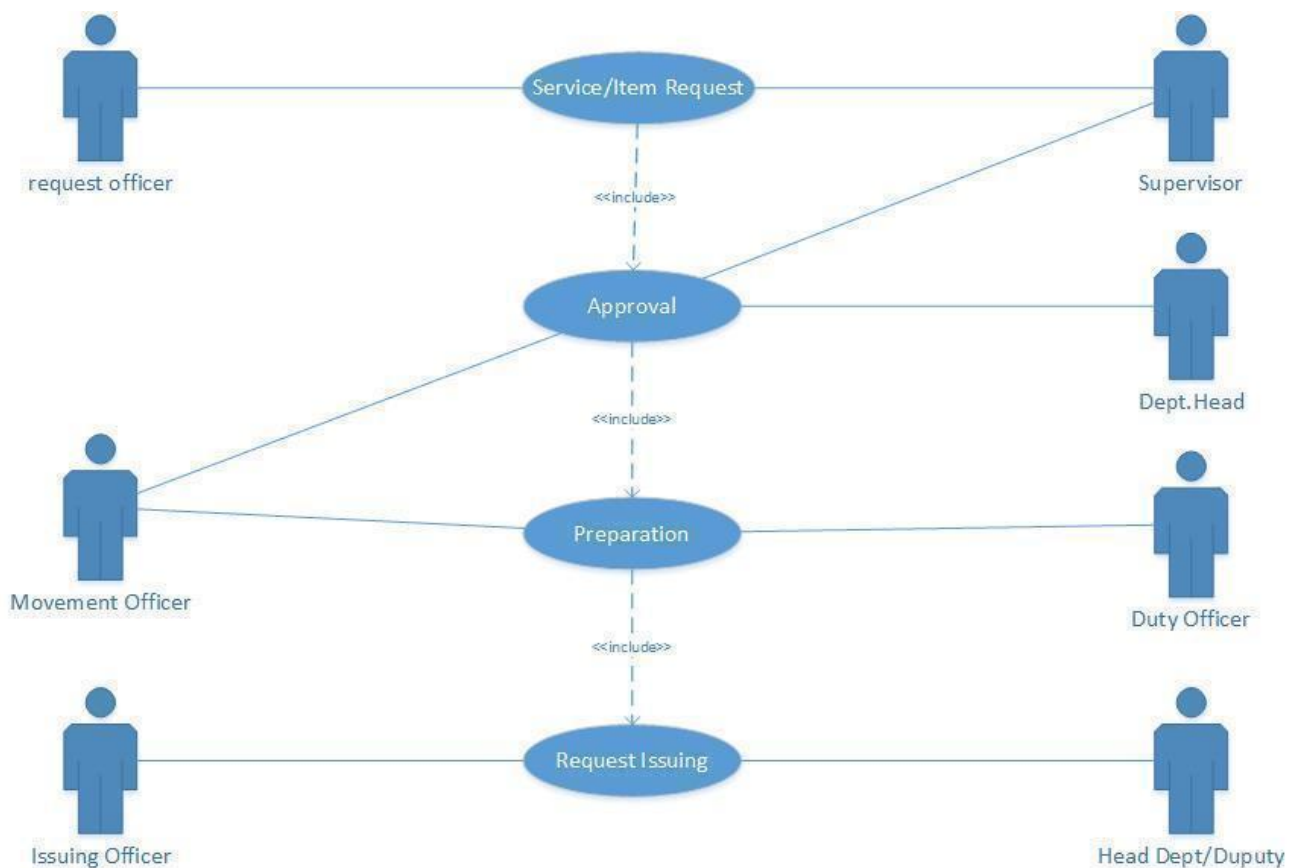 Service/Item Request
request officer
Supervisor
<<include>>
Approval
Dept.Head
<<include>>
Preparation
Movement Officer
Duty Officer
<<include>>
Request Issuing
Issuing Officer
Head Dept/Duputy